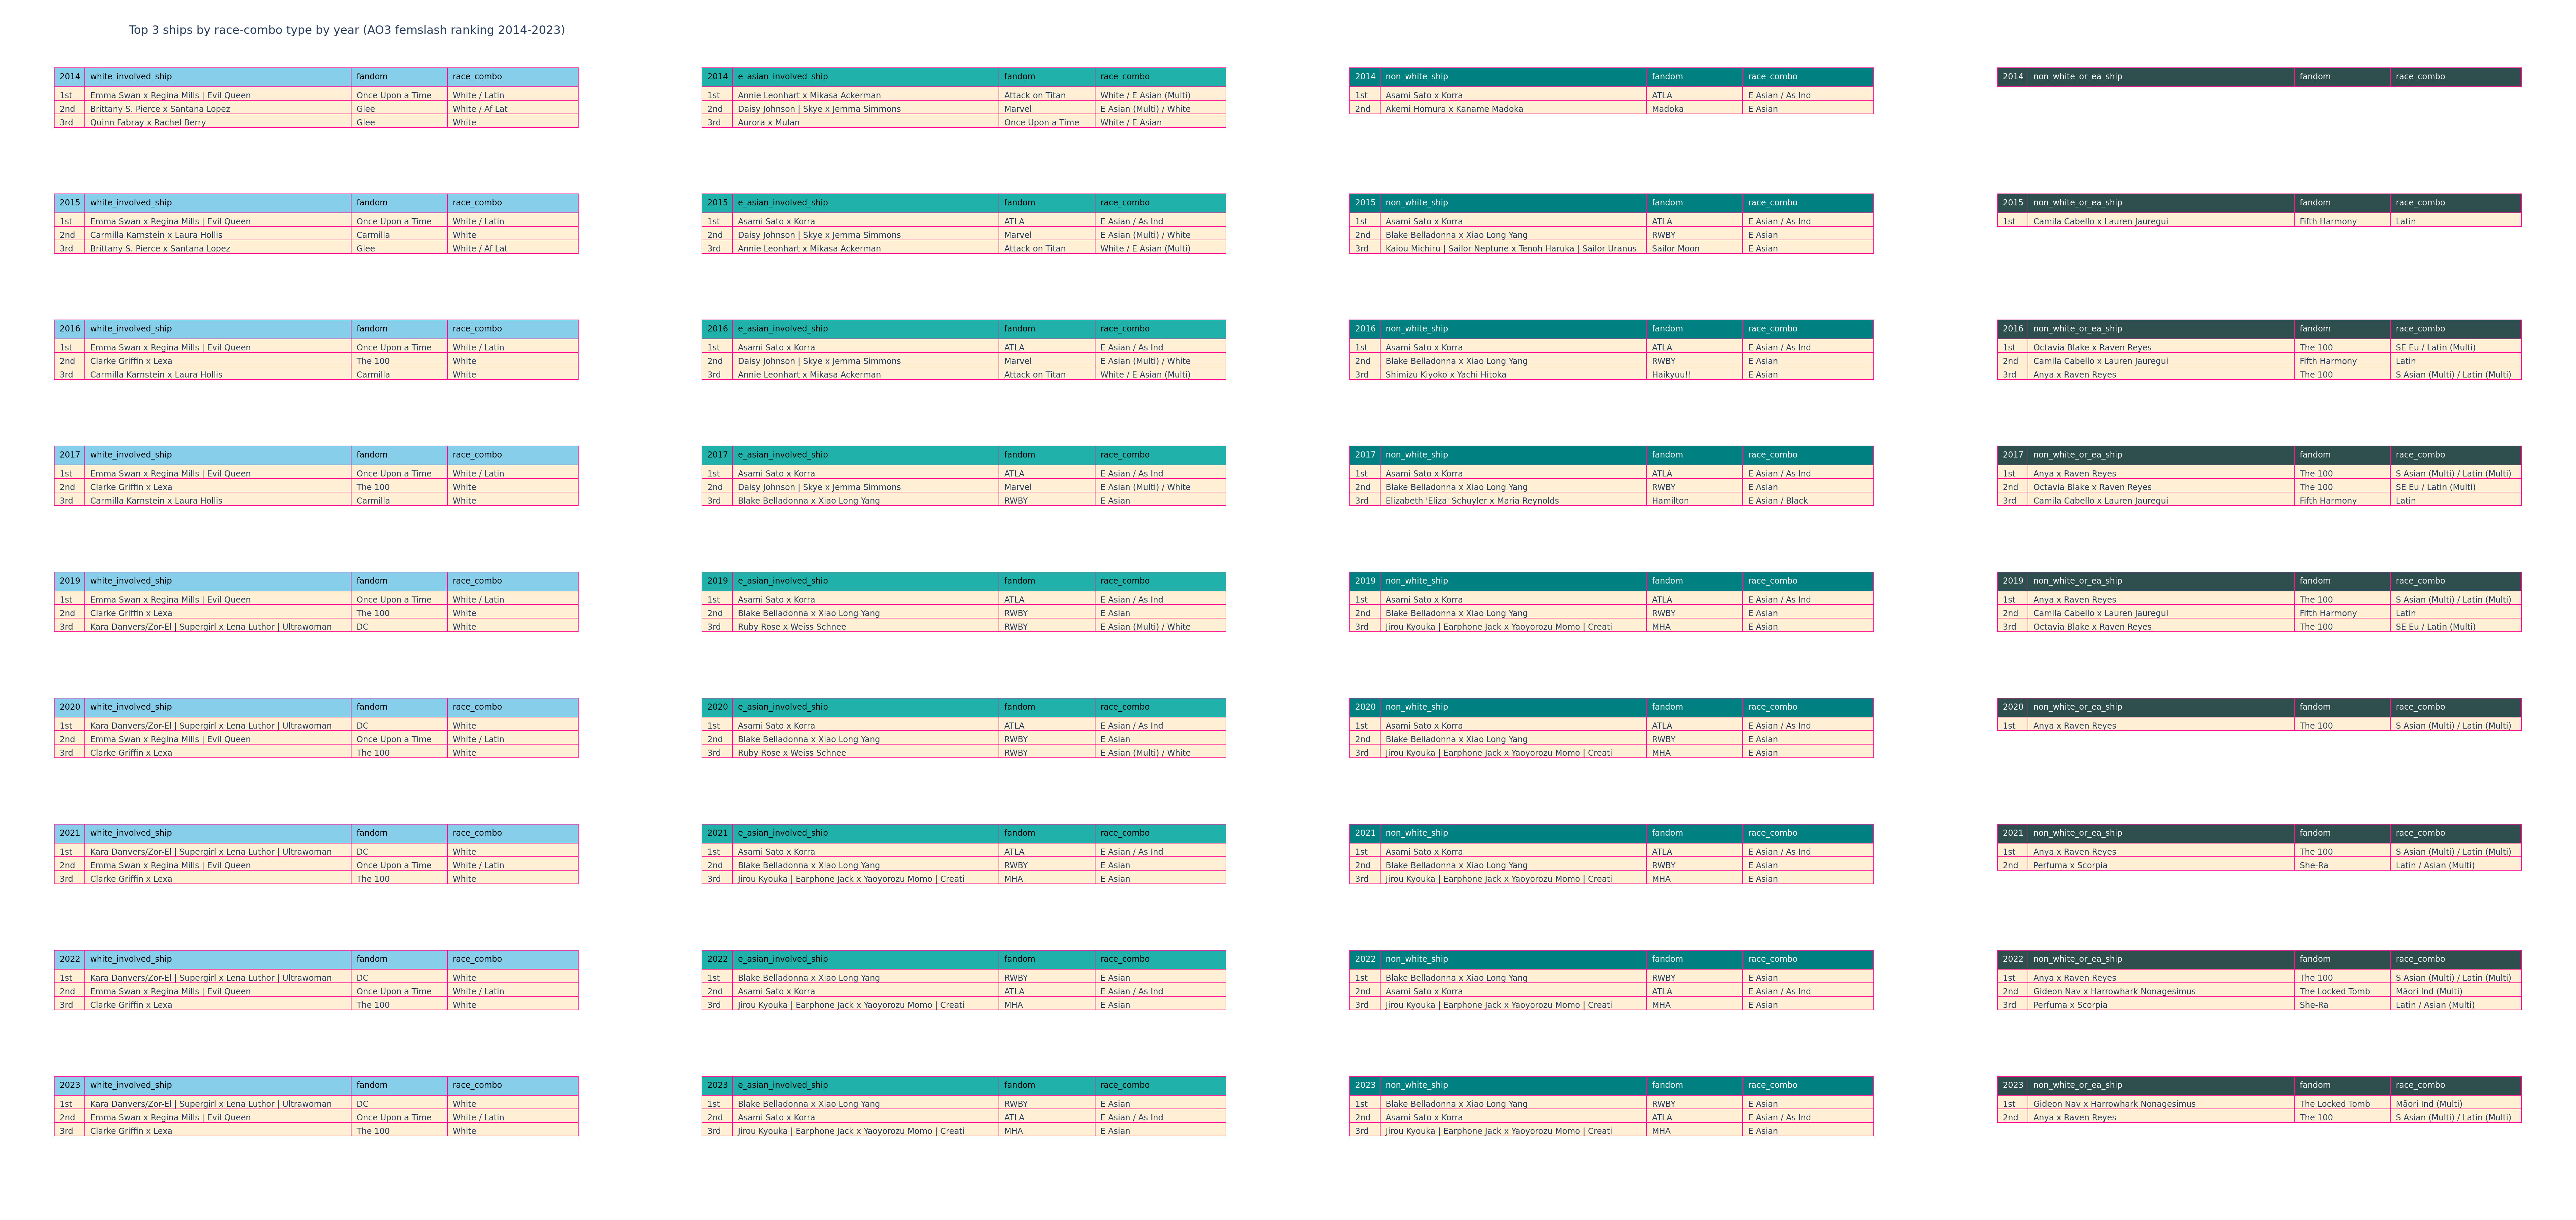 Top 3 ships by race-combo type by year (AO3 femslash ranking 2014-2023)
2014 white_involved_ship fandom race_combo
1st Emma Swan x Regina Mills | Evil Queen Once Upon a Time White / Latin
2nd Brittany S. Pierce x Santana Lopez Glee White / Af Lat
3rd Quinn Fabray x Rachel Berry Glee White
2014 e_asian_involved_ship fandom race_combo
1st Annie Leonhart x Mikasa Ackerman Attack on Titan White / E Asian (Multi)
2nd Daisy Johnson | Skye x Jemma Simmons Marvel E Asian (Multi) / White
3rd Aurora x Mulan Once Upon a Time White / E Asian
2014 non_white_ship fandom race_combo
1st Asami Sato x Korra ATLA E Asian / As Ind
2nd Akemi Homura x Kaname Madoka Madoka E Asian
2014 non_white_or_ea_ship fandom race_combo
2015 white_involved_ship fandom race_combo
1st Emma Swan x Regina Mills | Evil Queen Once Upon a Time White / Latin
2nd Carmilla Karnstein x Laura Hollis Carmilla White
3rd Brittany S. Pierce x Santana Lopez Glee White / Af Lat
2015 e_asian_involved_ship fandom race_combo
1st Asami Sato x Korra ATLA E Asian / As Ind
2nd Daisy Johnson | Skye x Jemma Simmons Marvel E Asian (Multi) / White
3rd Annie Leonhart x Mikasa Ackerman Attack on Titan White / E Asian (Multi)
2015 non_white_ship fandom race_combo
1st Asami Sato x Korra ATLA E Asian / As Ind
2nd Blake Belladonna x Xiao Long Yang RWBY E Asian
3rd Kaiou Michiru | Sailor Neptune x Tenoh Haruka | Sailor Uranus Sailor Moon E Asian
2015 non_white_or_ea_ship fandom race_combo
1st Camila Cabello x Lauren Jauregui Fifth Harmony Latin
2016 white_involved_ship fandom race_combo
1st Emma Swan x Regina Mills | Evil Queen Once Upon a Time White / Latin
2nd Clarke Griffin x Lexa The 100 White
3rd Carmilla Karnstein x Laura Hollis Carmilla White
2016 e_asian_involved_ship fandom race_combo
1st Asami Sato x Korra ATLA E Asian / As Ind
2nd Daisy Johnson | Skye x Jemma Simmons Marvel E Asian (Multi) / White
3rd Annie Leonhart x Mikasa Ackerman Attack on Titan White / E Asian (Multi)
2016 non_white_ship fandom race_combo
1st Asami Sato x Korra ATLA E Asian / As Ind
2nd Blake Belladonna x Xiao Long Yang RWBY E Asian
3rd Shimizu Kiyoko x Yachi Hitoka Haikyuu!! E Asian
2016 non_white_or_ea_ship fandom race_combo
1st Octavia Blake x Raven Reyes The 100 SE Eu / Latin (Multi)
2nd Camila Cabello x Lauren Jauregui Fifth Harmony Latin
3rd Anya x Raven Reyes The 100 S Asian (Multi) / Latin (Multi)
2017 white_involved_ship fandom race_combo
1st Emma Swan x Regina Mills | Evil Queen Once Upon a Time White / Latin
2nd Clarke Griffin x Lexa The 100 White
3rd Carmilla Karnstein x Laura Hollis Carmilla White
2017 e_asian_involved_ship fandom race_combo
1st Asami Sato x Korra ATLA E Asian / As Ind
2nd Daisy Johnson | Skye x Jemma Simmons Marvel E Asian (Multi) / White
3rd Blake Belladonna x Xiao Long Yang RWBY E Asian
2017 non_white_ship fandom race_combo
1st Asami Sato x Korra ATLA E Asian / As Ind
2nd Blake Belladonna x Xiao Long Yang RWBY E Asian
3rd Elizabeth 'Eliza' Schuyler x Maria Reynolds Hamilton E Asian / Black
2017 non_white_or_ea_ship fandom race_combo
1st Anya x Raven Reyes The 100 S Asian (Multi) / Latin (Multi)
2nd Octavia Blake x Raven Reyes The 100 SE Eu / Latin (Multi)
3rd Camila Cabello x Lauren Jauregui Fifth Harmony Latin
2019 white_involved_ship fandom race_combo
1st Emma Swan x Regina Mills | Evil Queen Once Upon a Time White / Latin
2nd Clarke Griffin x Lexa The 100 White
3rd Kara Danvers/Zor-El | Supergirl x Lena Luthor | Ultrawoman DC White
2019 e_asian_involved_ship fandom race_combo
1st Asami Sato x Korra ATLA E Asian / As Ind
2nd Blake Belladonna x Xiao Long Yang RWBY E Asian
3rd Ruby Rose x Weiss Schnee RWBY E Asian (Multi) / White
2019 non_white_ship fandom race_combo
1st Asami Sato x Korra ATLA E Asian / As Ind
2nd Blake Belladonna x Xiao Long Yang RWBY E Asian
3rd Jirou Kyouka | Earphone Jack x Yaoyorozu Momo | Creati MHA E Asian
2019 non_white_or_ea_ship fandom race_combo
1st Anya x Raven Reyes The 100 S Asian (Multi) / Latin (Multi)
2nd Camila Cabello x Lauren Jauregui Fifth Harmony Latin
3rd Octavia Blake x Raven Reyes The 100 SE Eu / Latin (Multi)
2020 white_involved_ship fandom race_combo
1st Kara Danvers/Zor-El | Supergirl x Lena Luthor | Ultrawoman DC White
2nd Emma Swan x Regina Mills | Evil Queen Once Upon a Time White / Latin
3rd Clarke Griffin x Lexa The 100 White
2020 e_asian_involved_ship fandom race_combo
1st Asami Sato x Korra ATLA E Asian / As Ind
2nd Blake Belladonna x Xiao Long Yang RWBY E Asian
3rd Ruby Rose x Weiss Schnee RWBY E Asian (Multi) / White
2020 non_white_ship fandom race_combo
1st Asami Sato x Korra ATLA E Asian / As Ind
2nd Blake Belladonna x Xiao Long Yang RWBY E Asian
3rd Jirou Kyouka | Earphone Jack x Yaoyorozu Momo | Creati MHA E Asian
2020 non_white_or_ea_ship fandom race_combo
1st Anya x Raven Reyes The 100 S Asian (Multi) / Latin (Multi)
2021 white_involved_ship fandom race_combo
1st Kara Danvers/Zor-El | Supergirl x Lena Luthor | Ultrawoman DC White
2nd Emma Swan x Regina Mills | Evil Queen Once Upon a Time White / Latin
3rd Clarke Griffin x Lexa The 100 White
2021 e_asian_involved_ship fandom race_combo
1st Asami Sato x Korra ATLA E Asian / As Ind
2nd Blake Belladonna x Xiao Long Yang RWBY E Asian
3rd Jirou Kyouka | Earphone Jack x Yaoyorozu Momo | Creati MHA E Asian
2021 non_white_ship fandom race_combo
1st Asami Sato x Korra ATLA E Asian / As Ind
2nd Blake Belladonna x Xiao Long Yang RWBY E Asian
3rd Jirou Kyouka | Earphone Jack x Yaoyorozu Momo | Creati MHA E Asian
2021 non_white_or_ea_ship fandom race_combo
1st Anya x Raven Reyes The 100 S Asian (Multi) / Latin (Multi)
2nd Perfuma x Scorpia She-Ra Latin / Asian (Multi)
2022 white_involved_ship fandom race_combo
1st Kara Danvers/Zor-El | Supergirl x Lena Luthor | Ultrawoman DC White
2nd Emma Swan x Regina Mills | Evil Queen Once Upon a Time White / Latin
3rd Clarke Griffin x Lexa The 100 White
2022 e_asian_involved_ship fandom race_combo
1st Blake Belladonna x Xiao Long Yang RWBY E Asian
2nd Asami Sato x Korra ATLA E Asian / As Ind
3rd Jirou Kyouka | Earphone Jack x Yaoyorozu Momo | Creati MHA E Asian
2022 non_white_ship fandom race_combo
1st Blake Belladonna x Xiao Long Yang RWBY E Asian
2nd Asami Sato x Korra ATLA E Asian / As Ind
3rd Jirou Kyouka | Earphone Jack x Yaoyorozu Momo | Creati MHA E Asian
2022 non_white_or_ea_ship fandom race_combo
1st Anya x Raven Reyes The 100 S Asian (Multi) / Latin (Multi)
2nd Gideon Nav x Harrowhark Nonagesimus The Locked Tomb Māori Ind (Multi)
3rd Perfuma x Scorpia She-Ra Latin / Asian (Multi)
2023 white_involved_ship fandom race_combo
1st Kara Danvers/Zor-El | Supergirl x Lena Luthor | Ultrawoman DC White
2nd Emma Swan x Regina Mills | Evil Queen Once Upon a Time White / Latin
3rd Clarke Griffin x Lexa The 100 White
2023 e_asian_involved_ship fandom race_combo
1st Blake Belladonna x Xiao Long Yang RWBY E Asian
2nd Asami Sato x Korra ATLA E Asian / As Ind
3rd Jirou Kyouka | Earphone Jack x Yaoyorozu Momo | Creati MHA E Asian
2023 non_white_ship fandom race_combo
1st Blake Belladonna x Xiao Long Yang RWBY E Asian
2nd Asami Sato x Korra ATLA E Asian / As Ind
3rd Jirou Kyouka | Earphone Jack x Yaoyorozu Momo | Creati MHA E Asian
2023 non_white_or_ea_ship fandom race_combo
1st Gideon Nav x Harrowhark Nonagesimus The Locked Tomb Māori Ind (Multi)
2nd Anya x Raven Reyes The 100 S Asian (Multi) / Latin (Multi)